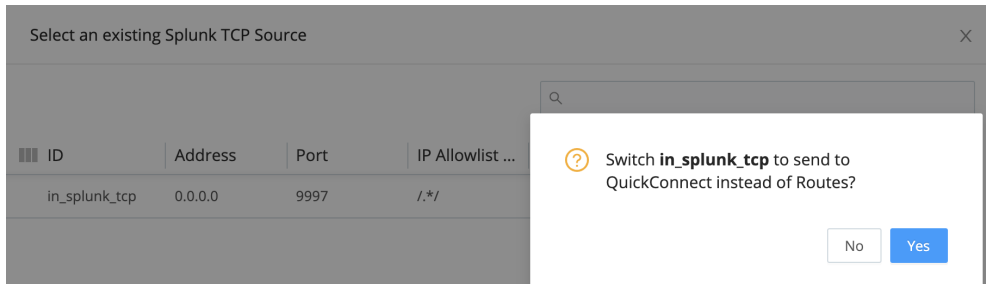 Select an existing Splunk TCP Source
ID Address Port IP Allowlist ...
in_splunk_tcp 0.0.0.0 9997 /.*/
Switch in_splunk_tcp to send to
QuickConnect instead of Routes?
No Yes